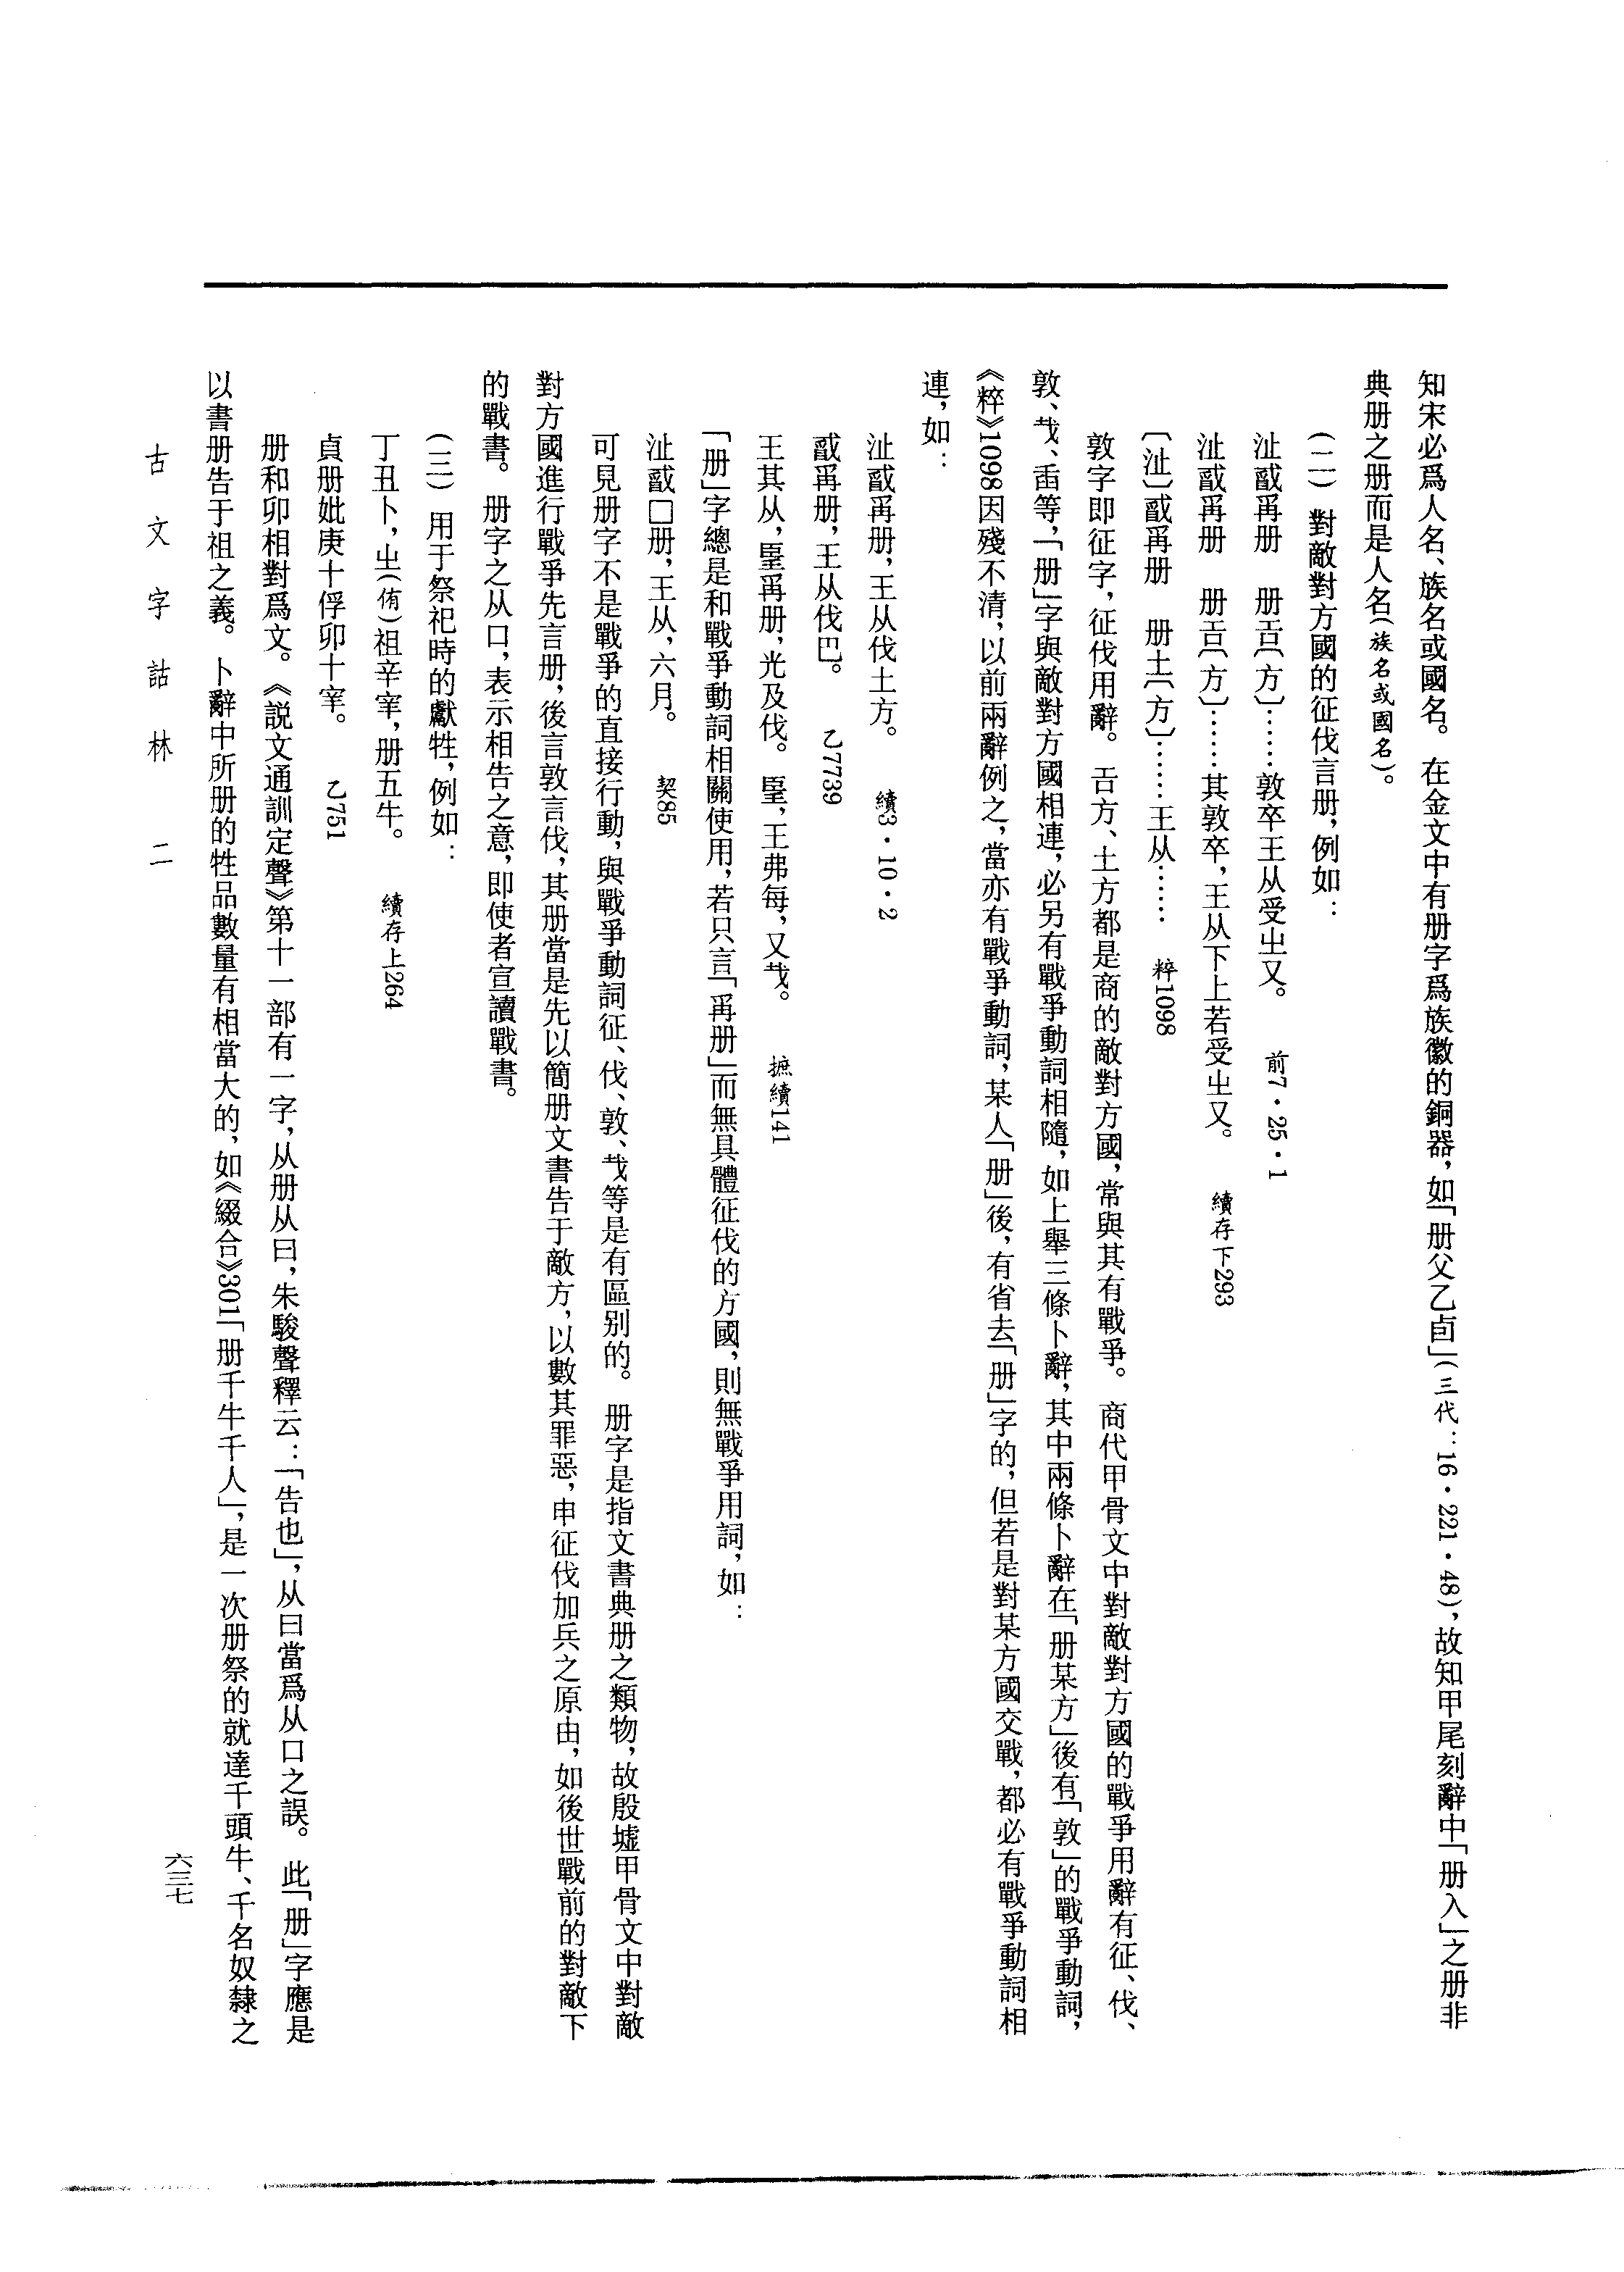 知宋必爲人名、族名或國名。在金文中有册字爲族徽的銅器，如「册父乙卣」（三代：16·221·48），故知甲尾刻辭中「册入」之册非
典册之册而是人名（族名或國名）。
（二）對敵對方國的征伐言册，例如：
沚䤋爯册　册𢀛〔方〕……敦卒王从受㞢又。　前7·25·1
沚䤋爯册　册𢀛〔方〕……其敦卒，王从下上若受㞢又。　續存下293
〔沚〕䤋爯册　册土〔方〕……王从……　粹1098
敦字即征字，征伐用辭。𢀛方、土方都是商的敵對方國，常與其有戰爭。商代甲骨文中對敵對方國的戰爭用辭有征、伐、
敦、𢦏、臿等，「册」字與敵對方國相連，必另有戰爭動詞相隨，如上舉三條卜辭，其中兩條卜辭在「册某方」後有「敦」的戰爭動詞，
《粹》1098因殘不清，以前兩辭例之，當亦有戰爭動詞，某人「册」後，有省去「册」字的，但若是對某方國交戰，都必有戰爭動詞相
連，如：
沚䤋爯册，王从伐土方。　續3·10·2
䤋爯册，王从伐巴。　乙7739
王其从，𦣠爯册，光及伐。𦣠，王弗每，又𢦏。　摭續141
「册」字總是和戰爭動詞相關使用，若只言「爯册」而無具體征伐的方國，則無戰爭用詞，如：
沚䤋□册，王从，六月。　契85
可見册字不是戰爭的直接行動，與戰爭動詞征、伐、敦、𢦏等是有區别的。册字是指文書典册之類物，故殷墟甲骨文中對敵
對方國進行戰爭先言册，後言敦言伐，其册當是先以簡册文書告于敵方，以數其罪惡，申征伐加兵之原由，如後世戰前的對敵下
的戰書。册字之从口，表示相告之意，即使者宣讀戰書。
（三）用于祭祀時的獻牲，例如：
丁丑卜，㞢（侑）祖辛宰，册五牛。　續存上264
貞册妣庚十俘卯十宰。　乙751
册和卯相對爲文。《説文通訓定聲》第十一部有一字，从册从曰，朱駿聲釋云：「告也」，从曰當爲从口之誤。此「册」字應是
以書册告于祖之義。卜辭中所册的牲品數量有相當大的，如《綴合》301「册千牛千人」，是一次册祭的就達千頭牛、千名奴隸之
古文字詁林　二
六三七